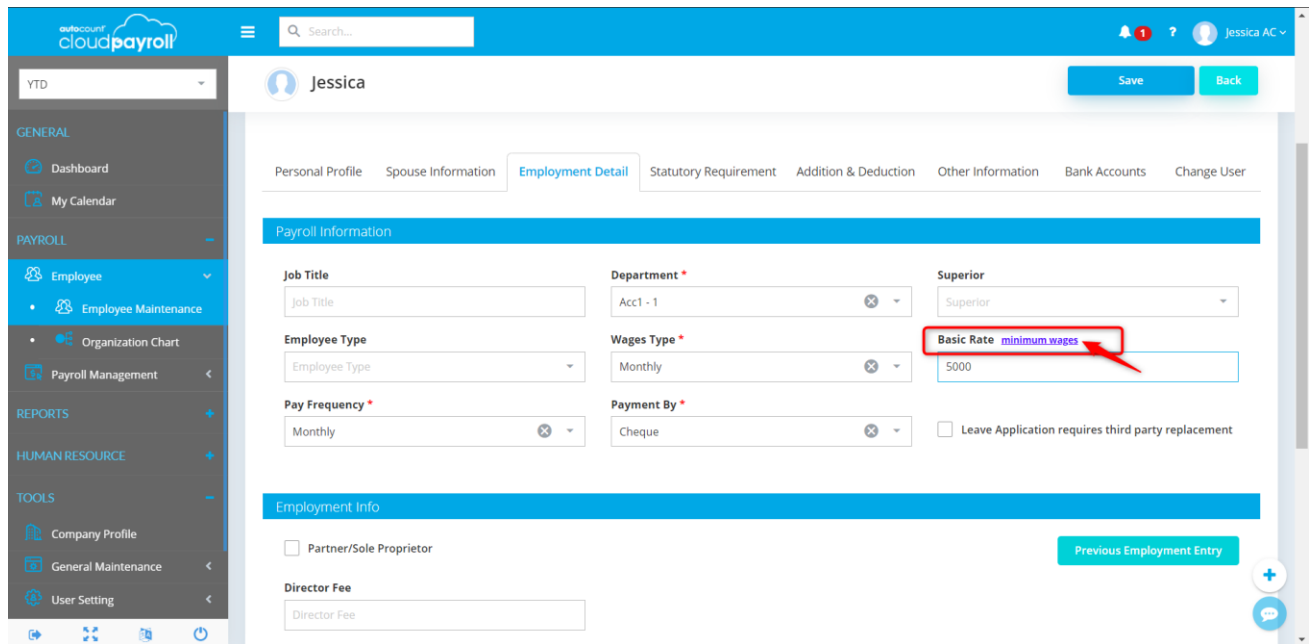 autocount
cloudpayroll
Search...
1
?
Jessica AC
YTD
Jessica
Save
Back
GENERAL
Dashboard
My Calendar
PAYROLL
Employee
Employee Maintenance
Organization Chart
Payroll Management
REPORTS
HUMAN RESOURCE
TOOLS
Company Profile
General Maintenance
User Setting
Personal Profile
Spouse Information
Employment Detail
Statutory Requirement
Addition & Deduction
Other Information
Bank Accounts
Change User
Payroll Information
Job Title
Job Title
Department *
Acc1 - 1
Superior
Superior
Employee Type
Employee Type
Wages Type *
Monthly
Basic Rate minimum wages
5000
Pay Frequency *
Monthly
Payment By *
Cheque
Leave Application requires third party replacement
Employment Info
Partner/Sole Proprietor
Previous Employment Entry
Director Fee
Director Fee